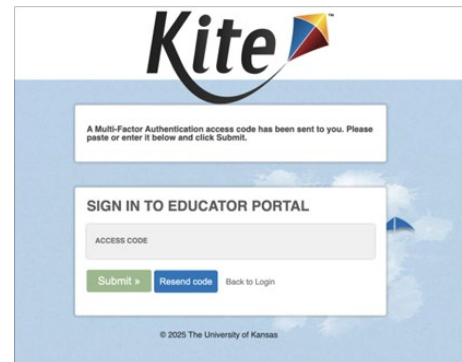 Kite™
A Multi-Factor Authentication access code has been sent to you. Please
paste or enter it below and click Submit.
SIGN IN TO EDUCATOR PORTAL
ACCESS CODE
Submit »
Resend code
Back to Login
© 2025 The University of Kansas